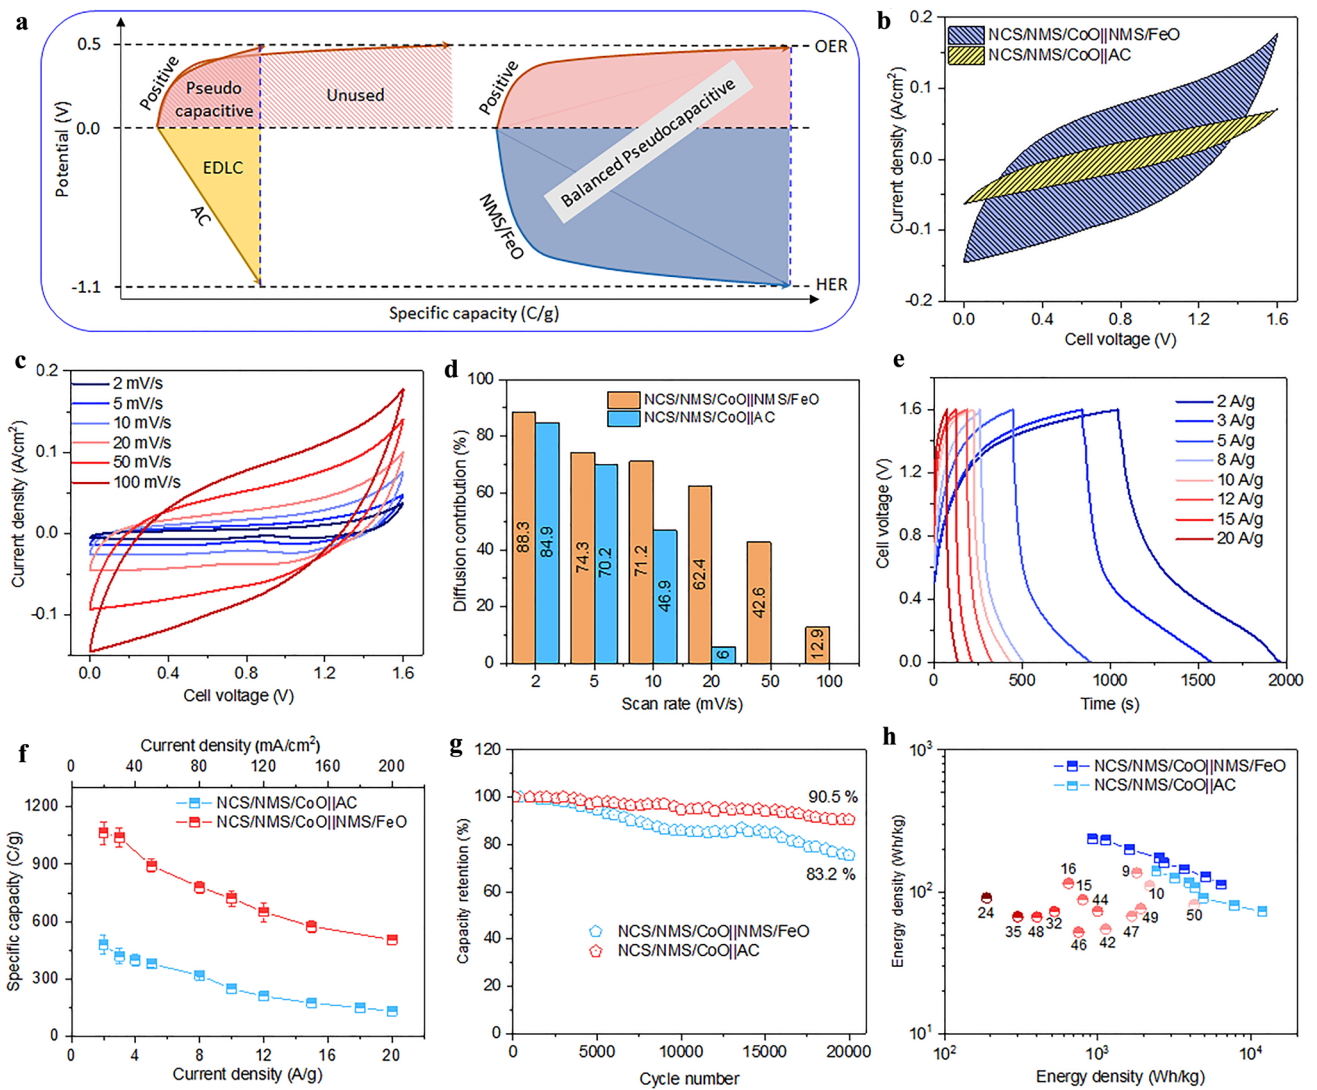 a
0.5
0.0
-1.1
Potential (V)
Specific capacity (C/g)
Positive
Pseudo
capacitive
Unused
EDLC
AC
Positive
NMS/FeO
Balanced Pseudocapacitive
OER
HER
b
NCS/NMS/CoO||NMS/FeO
NCS/NMS/CoO||AC
Current density (A/cm2)
0.2
0.1
0.0
-0.1
-0.2
0.0 0.4 0.8 1.2 1.6
Cell voltage (V)
c
2 mV/s
5 mV/s
10 mV/s
20 mV/s
50 mV/s
100 mV/s
Current density (A/cm2)
0.2
0.1
0.0
-0.1
0.0 0.4 0.8 1.2 1.6
Cell voltage (V)
d
NCS/NMS/CoO||NMS/FeO
NCS/NMS/CoO||AC
Diffusion contribution (%)
100
80
60
40
20
0
88.3
84.9
74.3
70.2
71.2
46.9
62.4
6
42.6
12.9
2 5 10 20 50 100
Scan rate (mV/s)
e
2 A/g
3 A/g
5 A/g
8 A/g
10 A/g
12 A/g
15 A/g
20 A/g
Cell voltage (V)
1.6
1.2
0.8
0.4
0.0
0 500 1000 1500 2000
Time (s)
f
Current density (mA/cm2)
0 40 80 120 160 200
NCS/NMS/CoO||AC
NCS/NMS/CoO||NMS/FeO
Specific capacity (C/g)
1200
900
600
300
0
0 4 8 12 16 20
Current density (A/g)
g
Capacity retention (%)
120
100
80
60
40
20
0
90.5 %
83.2 %
NCS/NMS/CoO||NMS/FeO
NCS/NMS/CoO||AC
0 5000 10000 15000 20000
Cycle number
h
NCS/NMS/CoO||NMS/FeO
NCS/NMS/CoO||AC
Energy density (Wh/kg)
103
102
101
16
15
9
10
24
35
48
32
44
46
42
47
49
50
102 103 104
Energy density (Wh/kg)